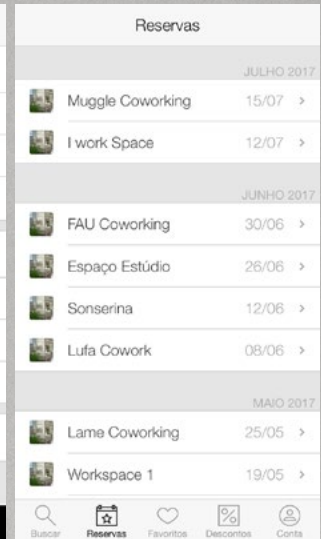 Reservas
JULHO 2017
Muggle Coworking 15/07 >
I work Space 12/07 >
JUNHO 2017
FAU Coworking 30/06 >
Espaço Estúdio 26/06 >
Sonserina 12/06 >
Lufa Cowork 08/06 >
MAIO 2017
Lame Coworking 25/05 >
Workspace 1 19/05 >
Buscar Reservas Favoritos Descontos Conta